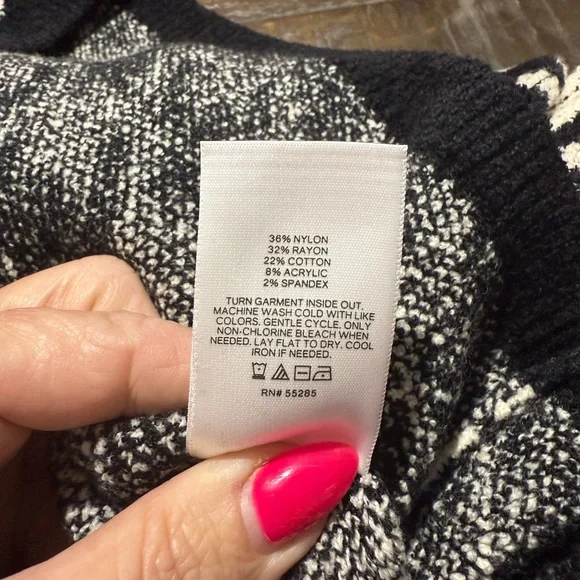 36% NYLON
32% RAYON
22% COTTON
8% ACRYLIC
2% SPANDEX
TURN GARMENT INSIDE OUT.
MACHINE WASH COLD WITH LIKE
COLORS. GENTLE CYCLE. ONLY
NON-CHLORINE BLEACH WHEN
NEEDED. LAY FLAT TO DRY. COOL
IRON IF NEEDED.
RN# 55285